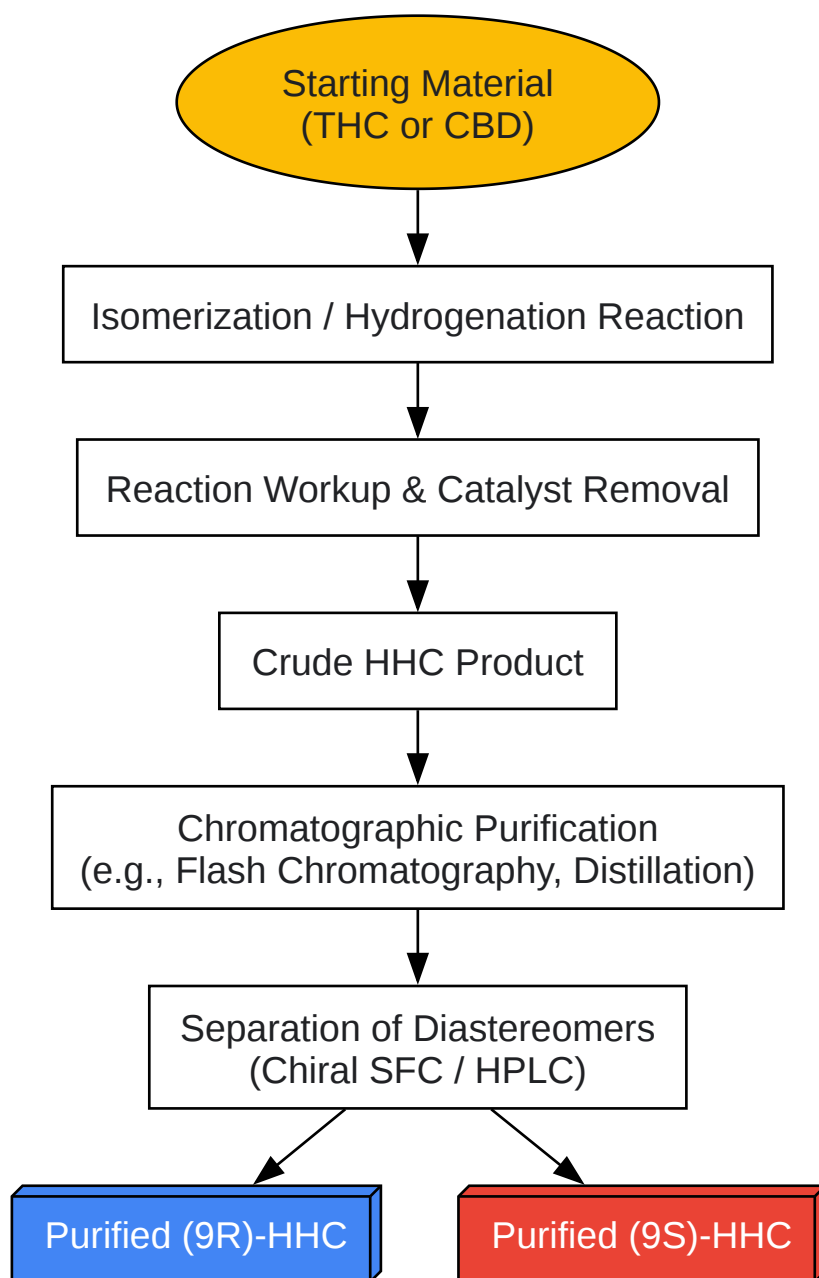 Starting Material
(THC or CBD)
Isomerization / Hydrogenation Reaction
Reaction Workup & Catalyst Removal
Crude HHC Product
Chromatographic Purification
(e.g., Flash Chromatography, Distillation)
Separation of Diastereomers
(Chiral SFC / HPLC)
Purified (9R)-HHC
Purified (9S)-HHC